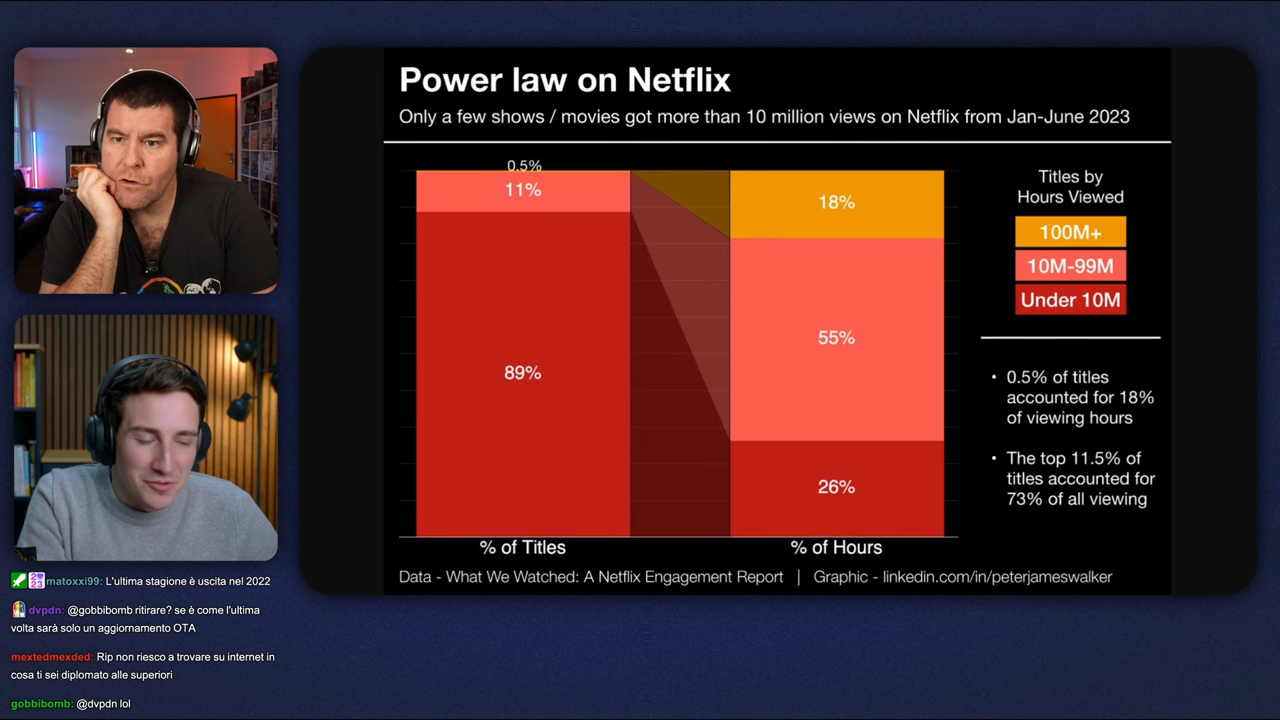 Power law on Netflix
Only a few shows / movies got more than 10 million views on Netflix from Jan-June 2023
0.5%
11%
89%
18%
55%
26%
% of Titles
% of Hours
Titles by
Hours Viewed
100M+
10M-99M
Under 10M
• 0.5% of titles
accounted for 18%
of viewing hours
• The top 11.5% of
titles accounted for
73% of all viewing
Data - What We Watched: A Netflix Engagement Report | Graphic - linkedin.com/in/peterjameswalker
matoxxi99: L'ultima stagione è uscita nel 2022
dvpdn: @gobbibomb ritirare? se è come l'ultima
volta sarà solo un aggiornamento OTA
mextedmexded: Rip non riesco a trovare su internet in
cosa ti sei diplomato alle superiori
gobbibomb: @dvpdn lol